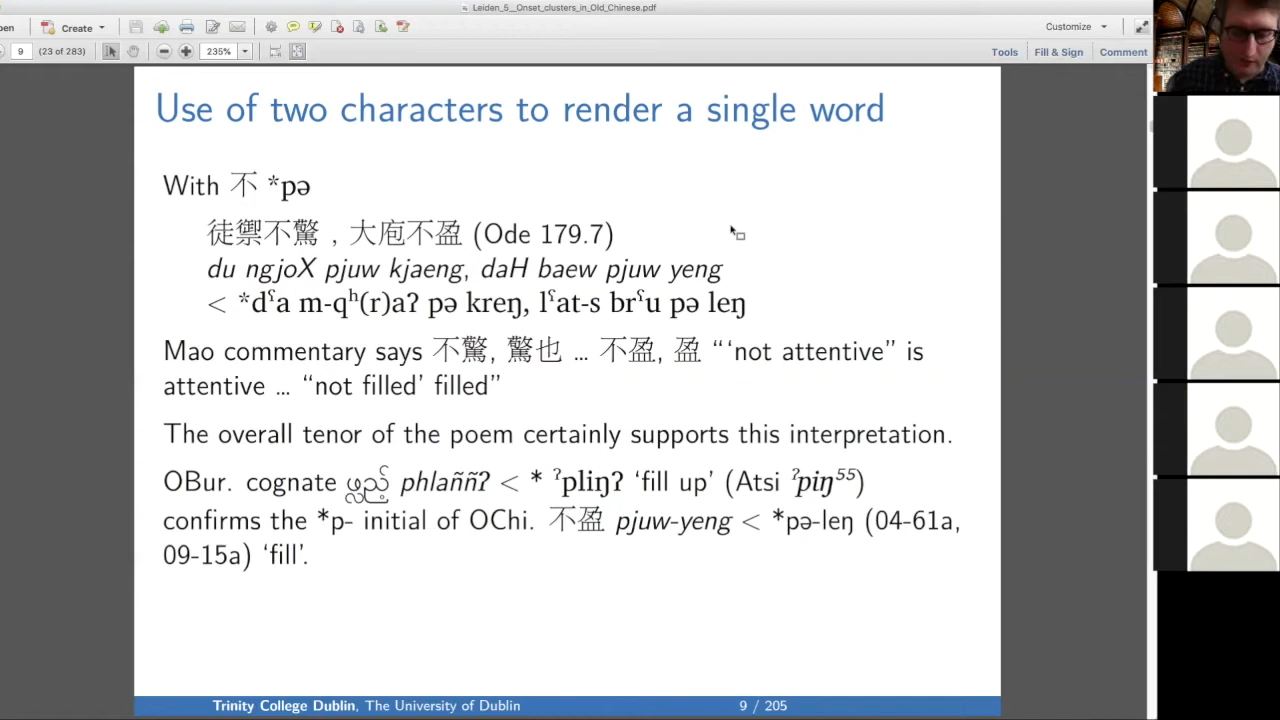 Leiden_5__Onset_clusters_in_Old_Chinese.pdf
Create
Customize
9 (23 of 283) 235% Tools Fill & Sign Comment
Use of two characters to render a single word
With 不 *pə
徒禦不驚 , 大庖不盈 (Ode 179.7)
du ngjoX pjuw kjaeng, daH baew pjuw yeng
< *dˤa m-qʰ(r)aʔ pə kreŋ, lˤat-s brˤu pə leŋ
Mao commentary says 不驚, 驚也 ... 不盈, 盈 “‘not attentive” is
attentive ... “not filled’ filled”
The overall tenor of the poem certainly supports this interpretation.
OBur. cognate ဖ္လည့် phlaññʔ < * ˀpliŋʔ ‘fill up’ (Atsi ˀpiŋ⁵⁵)
confirms the *p- initial of OChi. 不盈 pjuw-yeng < *pə-leŋ (04-61a,
09-15a) ‘fill’.
Trinity College Dublin, The University of Dublin 9 / 205